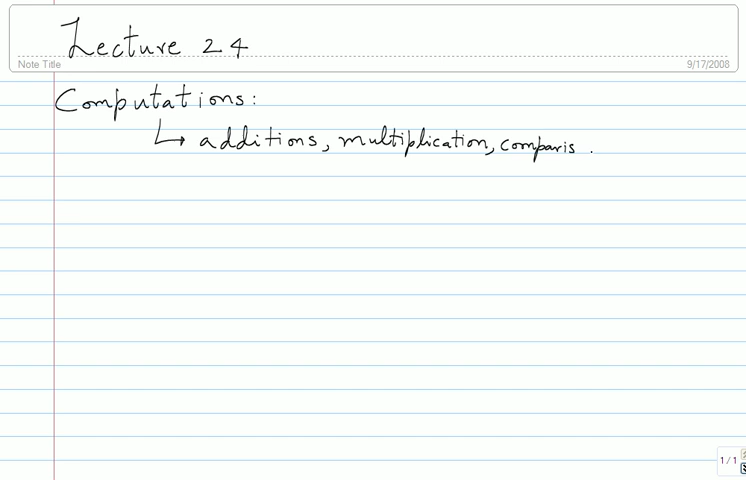 Lecture 24
Note Title
9/17/2008
Computations:
↳ additions, multiplication, comparis .
1 / 1